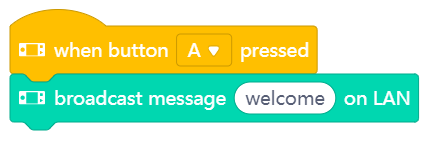 when button A ▼ pressed
broadcast message welcome on LAN